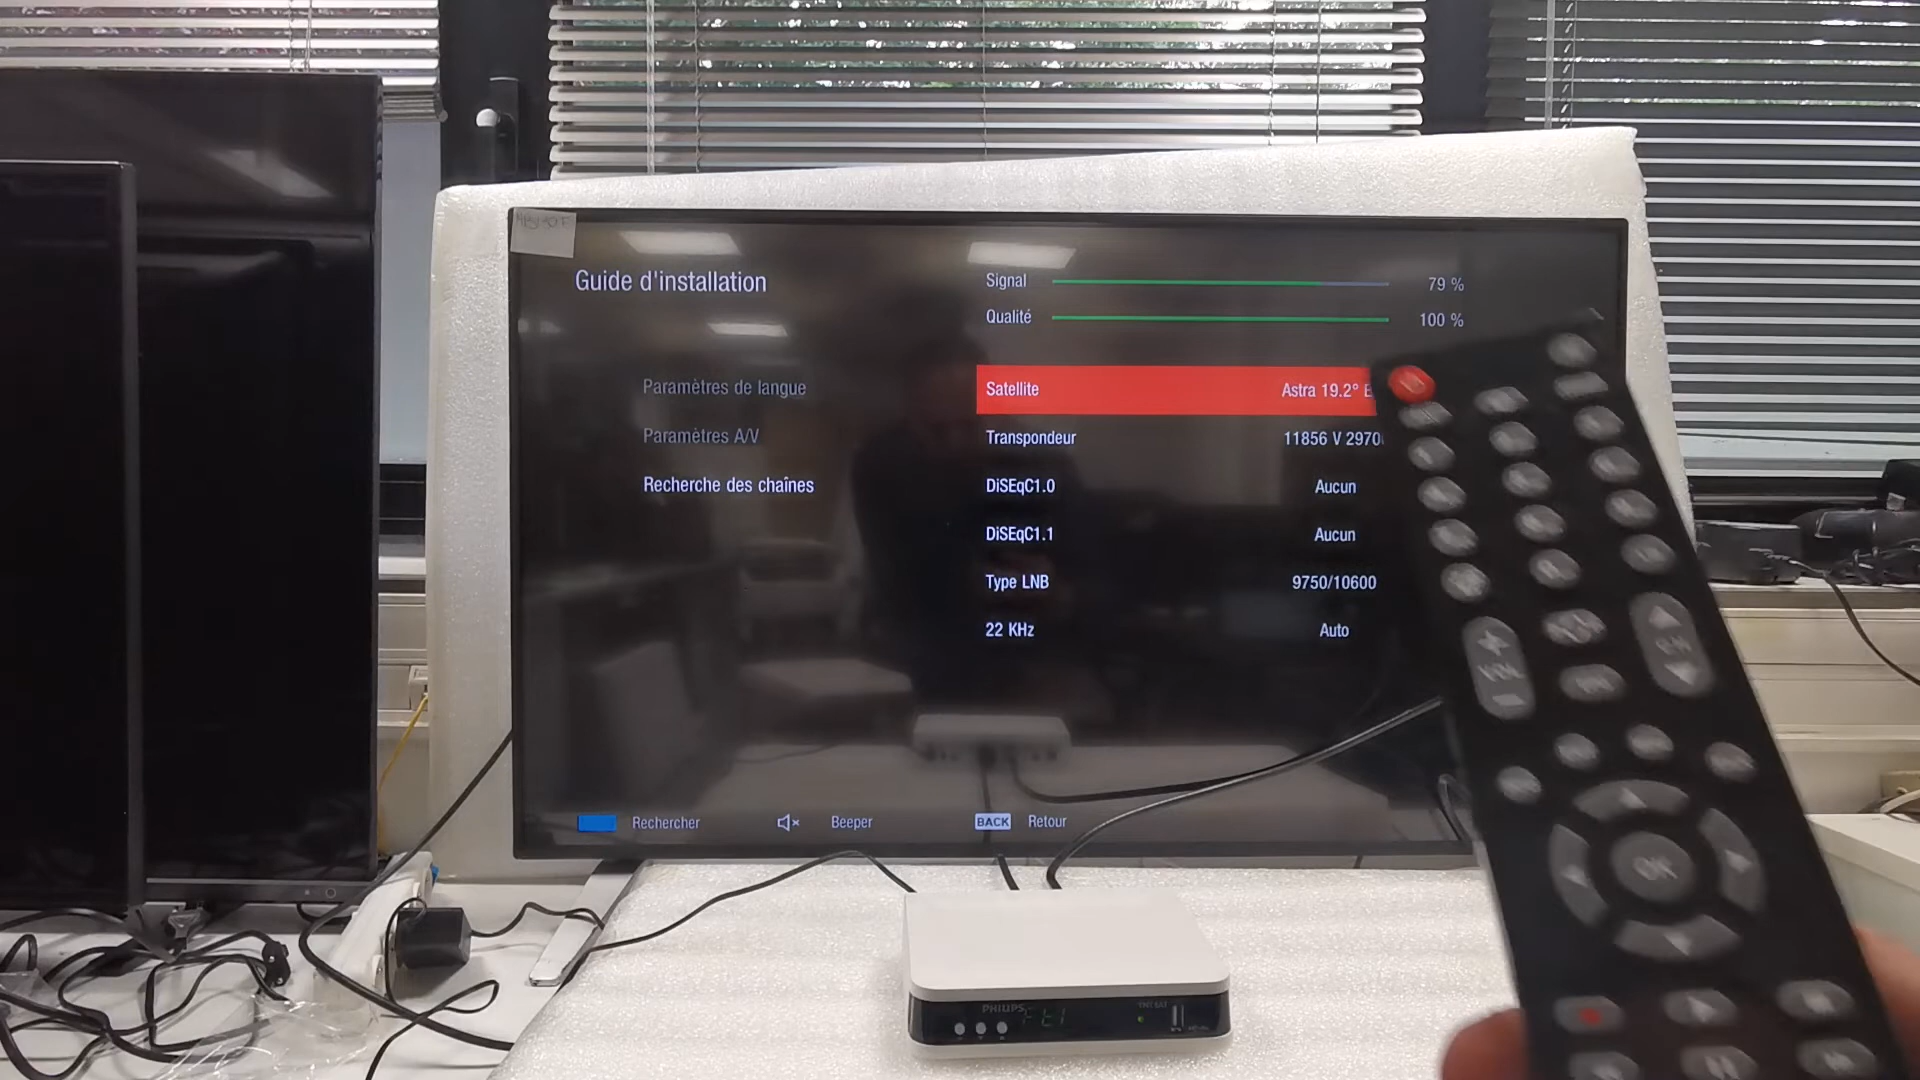 Guide d'installation
Signal 79 %
Qualité 100 %
Paramètres de langue
Paramètres A/V
Recherche des chaînes
Satellite Astra 19.2°
Transpondeur 11856 V 2970
DiSEqC1.0 Aucun
DiSEqC1.1 Aucun
Type LNB 9750/10600
22 KHz Auto
Rechercher
Beeper
BACK Retour
VOL
OK
PHILIPS